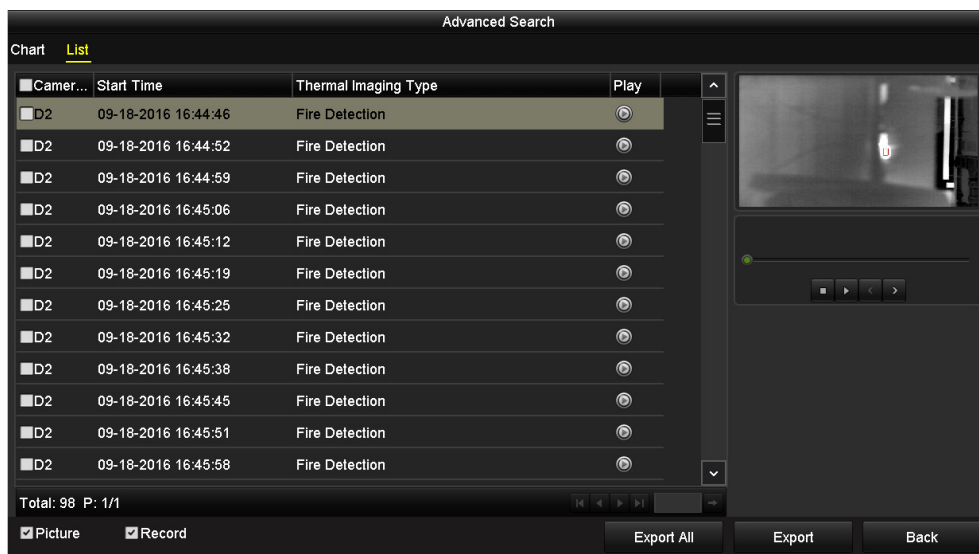 Advanced Search
Chart List
Camer... Start Time Thermal Imaging Type Play
D2 09-18-2016 16:44:46 Fire Detection
D2 09-18-2016 16:44:52 Fire Detection
D2 09-18-2016 16:44:59 Fire Detection
D2 09-18-2016 16:45:06 Fire Detection
D2 09-18-2016 16:45:12 Fire Detection
D2 09-18-2016 16:45:19 Fire Detection
D2 09-18-2016 16:45:25 Fire Detection
D2 09-18-2016 16:45:32 Fire Detection
D2 09-18-2016 16:45:38 Fire Detection
D2 09-18-2016 16:45:45 Fire Detection
D2 09-18-2016 16:45:51 Fire Detection
D2 09-18-2016 16:45:58 Fire Detection
Total: 98 P: 1/1
Picture Record Export All Export Back